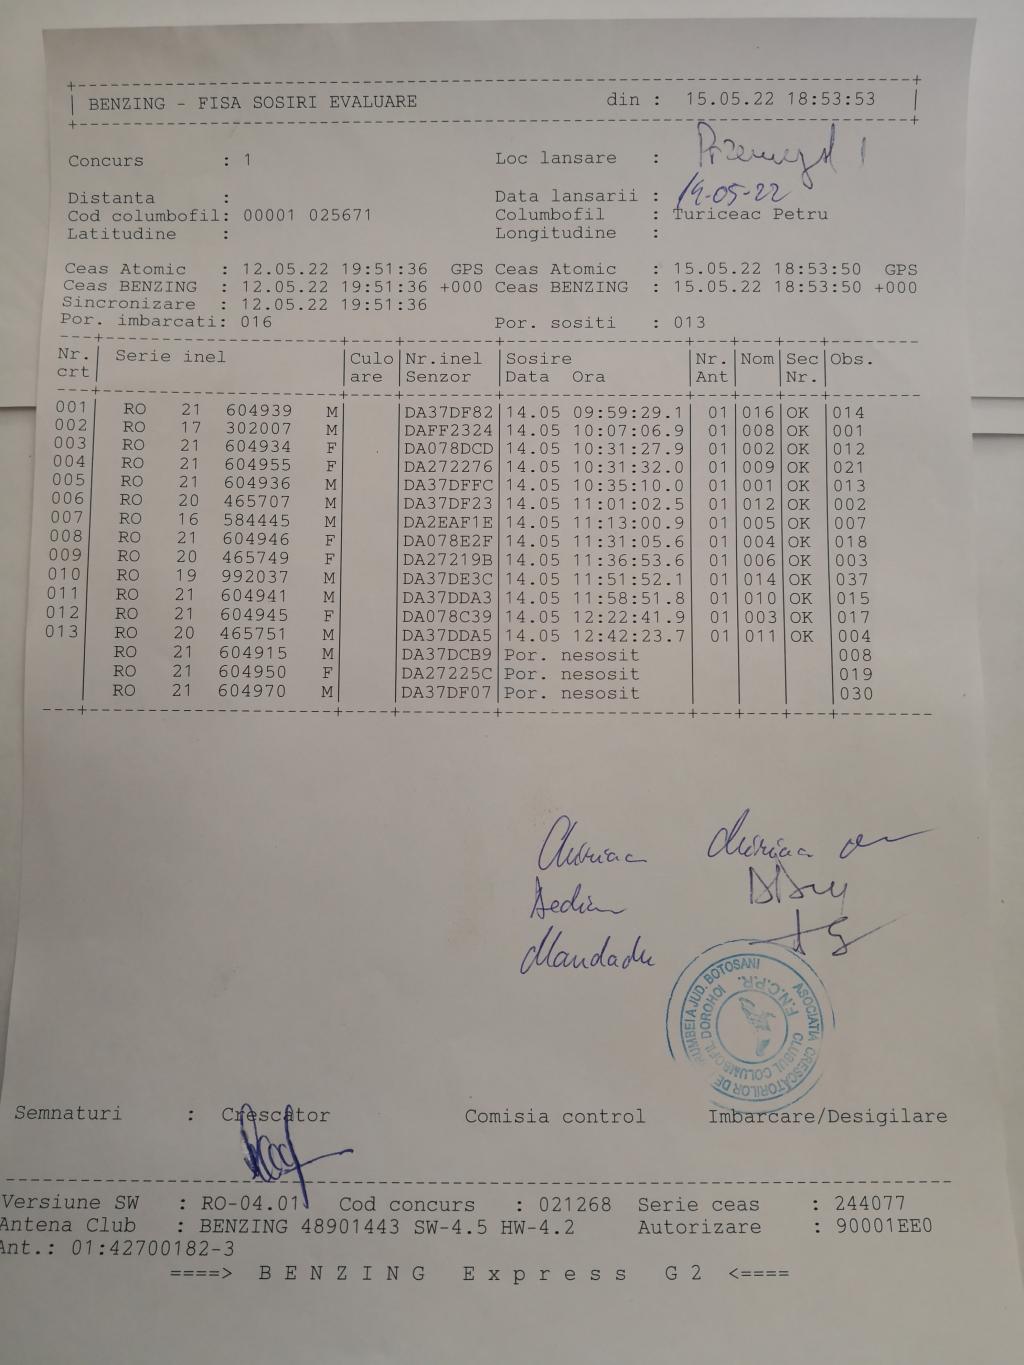 BENZING - FISA SOSIRI EVALUARE din : 15.05.22 18:53:53
Concurs : 1 Loc lansare : Przemysl 1
Distanta : Data lansarii : 14-05-22
Cod columbofil: 00001 025671 Columbofil : Turiceac Petru
Latitudine : Longitudine :
Ceas Atomic : 12.05.22 19:51:36 GPS Ceas Atomic : 15.05.22 18:53:50 GPS
Ceas BENZING : 12.05.22 19:51:36 +000 Ceas BENZING : 15.05.22 18:53:50 +000
Sincronizare : 12.05.22 19:51:36
Por. imbarcati: 016 Por. sositi : 013
Nr. Serie inel Culo Nr.inel Sosire Nr. Nom Sec Obs.
crt are Senzor Data Ora Ant Nr.
001 RO 21 604939 M DA37DF82 14.05 09:59:29.1 01 016 OK 014
002 RO 17 302007 M DAFF2324 14.05 10:07:06.9 01 008 OK 001
003 RO 21 604934 F DA078DCD 14.05 10:31:27.9 01 002 OK 012
004 RO 21 604955 F DA272276 14.05 10:31:32.0 01 009 OK 021
005 RO 21 604936 M DA37DFFC 14.05 10:35:10.0 01 001 OK 013
006 RO 20 465707 M DA37DF23 14.05 11:01:02.5 01 012 OK 002
007 RO 16 584445 M DA2EAF1E 14.05 11:13:00.9 01 005 OK 007
008 RO 21 604946 F DA078E2F 14.05 11:31:05.6 01 004 OK 018
009 RO 20 465749 F DA27219B 14.05 11:36:53.6 01 006 OK 003
010 RO 19 992037 M DA37DE3C 14.05 11:51:52.1 01 014 OK 037
011 RO 21 604941 M DA37DDA3 14.05 11:58:51.8 01 010 OK 015
012 RO 21 604945 F DA078C39 14.05 12:22:41.9 01 003 OK 017
013 RO 20 465751 M DA37DDA5 14.05 12:42:23.7 01 011 OK 004
RO 21 604915 M DA37DCB9 Por. nesosit 008
RO 21 604950 F DA27225C Por. nesosit 019
RO 21 604970 M DA37DF07 Por. nesosit 030
ASOCIATIA CRESCĂTORILOR DE PORUMBEI A JUD. BOTOSANI
CLUBUL COLUMBOFIL DOROHOI
F.N.C.P.R.
Semnaturi : Crescator Comisia control Imbarcare/Desigilare
Versiune SW : RO-04.01 Cod concurs : 021268 Serie ceas : 244077
Antena Club : BENZING 48901443 SW-4.5 HW-4.2 Autorizare : 90001EE0
Ant.: 01:42700182-3
====> BENZING Express G2 <====